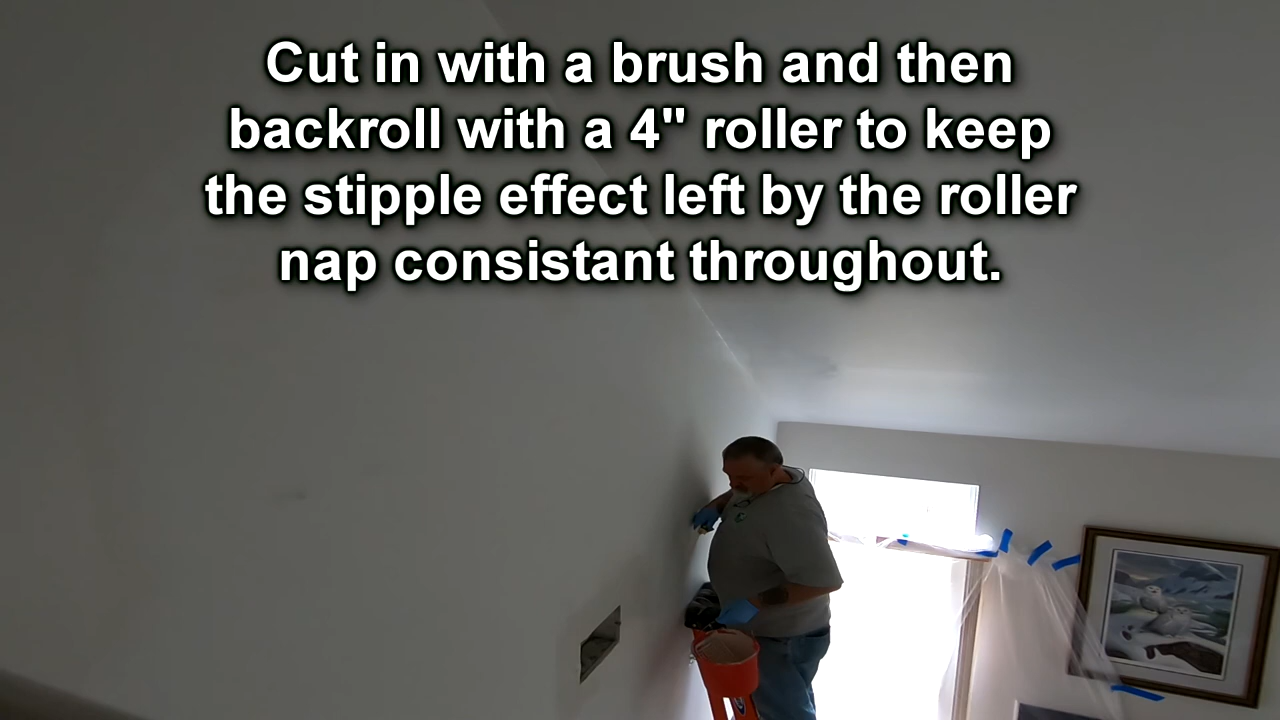 Cut in with a brush and then
backroll with a 4" roller to keep
the stipple effect left by the roller
nap consistant throughout.